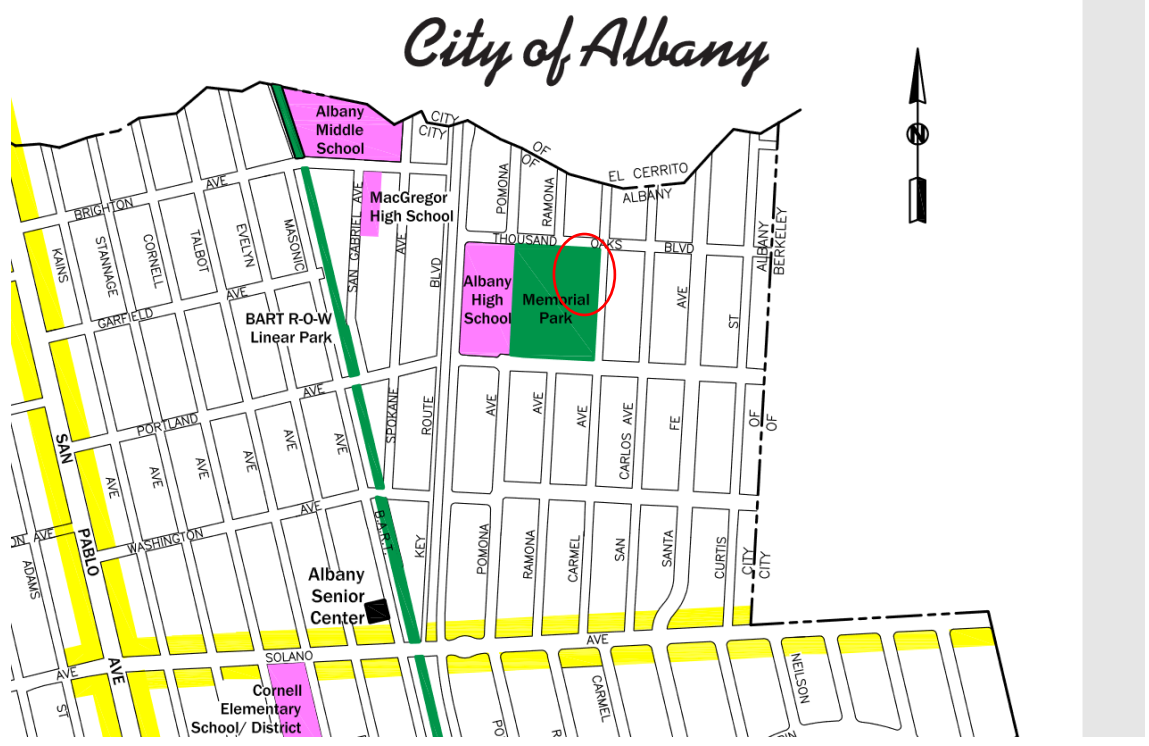 City of Albany
N
Albany
Middle
School
CITY
CITY
OF
OF
EL CERRITO
ALBANY
MacGregor
High School
POMONA
RAMONA
BRIGHTON
AVE
KAINS
STANNAGE
CORNELL
TALBOT
EVELYN
MASONIC
SAN GABRIEL AVE
AVE
BLVD
THOUSAND
OAKS
BLVD
ALBANY
BERKELEY
Albany
High
School
Memorial
Park
AVE
ST
GARFIELD
AVE
BART R-O-W
Linear Park
PORTLAND
AVE
SPOKANE
ROUTE
AVE
AVE
AVE
CARLOS AVE
FE
OF
OF
SAN
AVE
AVE
AVE
AVE
AVE
AVE
WASHINGTON
AVE
ON AVE
ADAMS
PABLO
B.A.R.T.
KEY
POMONA
RAMONA
CARMEL
SAN
SANTA
CURTIS
CITY
CITY
Albany
Senior
Center
SOLANO
AVE
AVE
AVE
ST
Cornell
Elementary
School/ District
PO
R
CARMEL
NEILSON